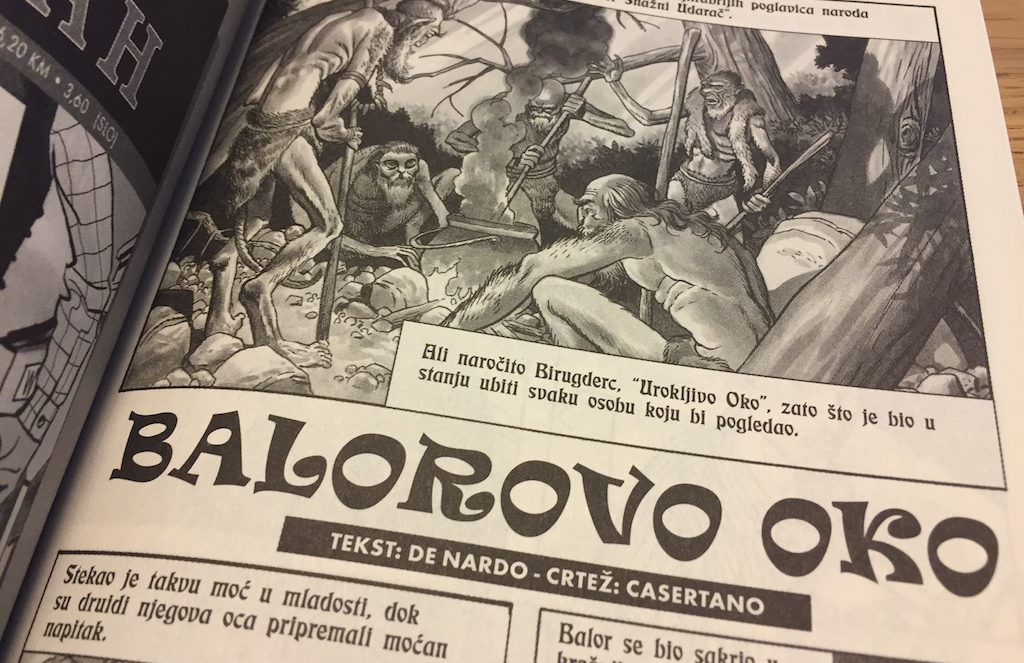 6,20 KM • 3,60
poglavica naroda
Snažni Udarač".
Ali naročito Birugderc, "Urokljivo Oko", zato što je bio u
stanju ubiti svaku osobu koju bi pogledao.
BALOROVO OKO
TEKST: DE NARDO - CRTEŽ: CASERTANO
Stekao je takvu moć u mladosti, dok
su druidi njegova oca pripremali moćan
napitak.
Balor se bio sakrio u